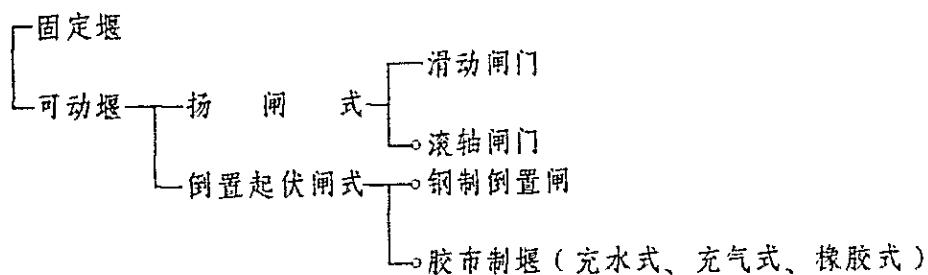 固定堰
可动堰 扬闸式 滑动闸门
滚轴闸门
倒置起伏闸式 钢制倒置闸
胶布制堰（充水式、充气式、橡胶式）